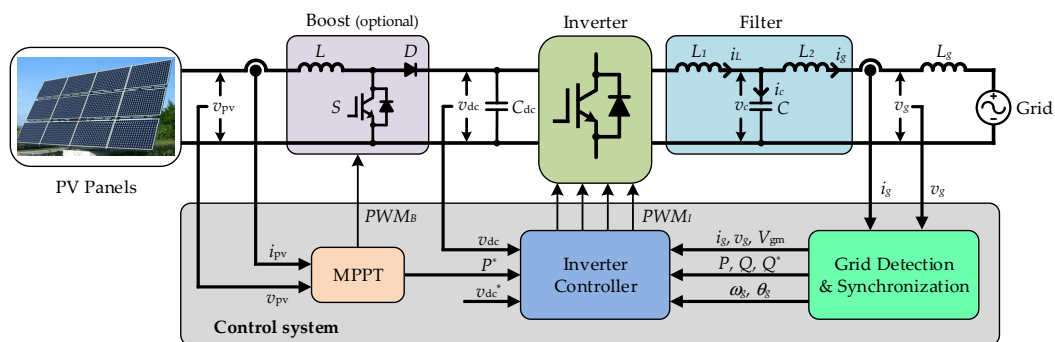 Boost (optional)
Inverter
Filter
L
D
L1
iL
L2
ig
Lg
vpv
S
vdc
Cdc
vc
ic
C
vg
Grid
PV Panels
ig
vg
PWMB
PWMI
ipv
vpv
MPPT
vdc
P*
vdc*
Inverter
Controller
ig, vg, Vgm
P, Q, Q*
ωg, θg
Grid Detection
& Synchronization
Control system